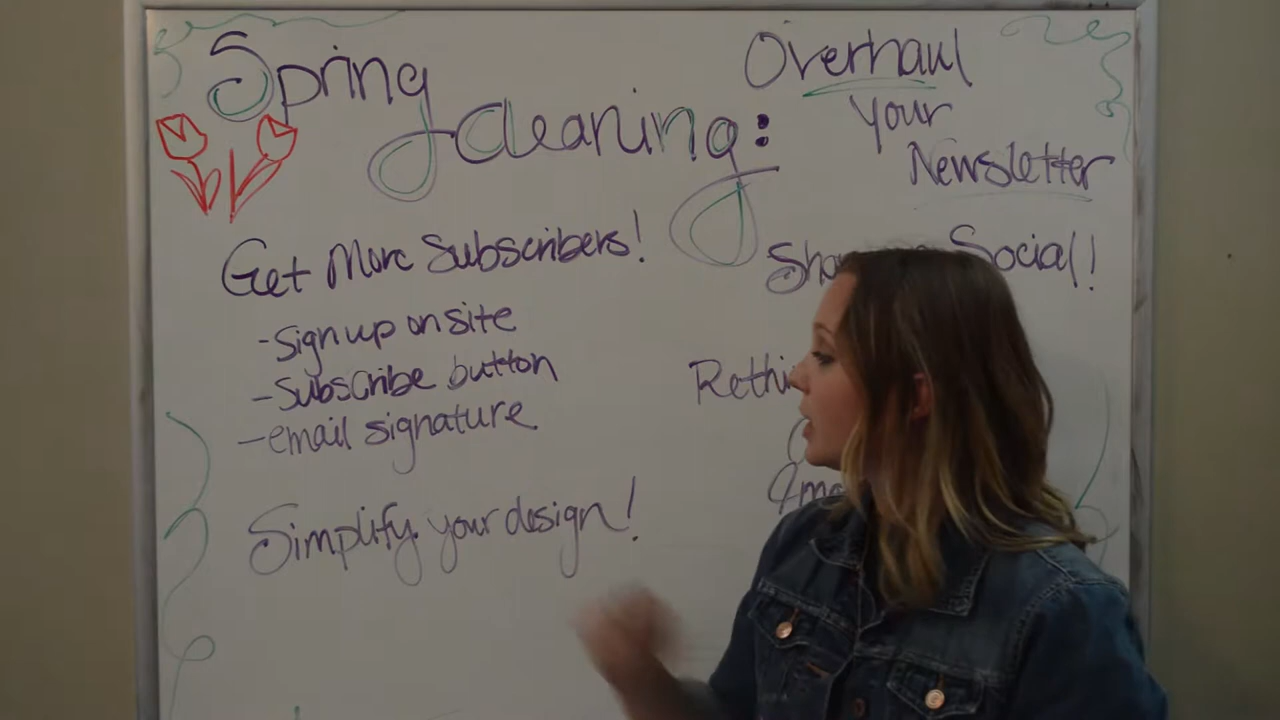 Spring
Cleaning:
Overhaul
Your
Newsletter
Get More Subscribers!
-Sign up on site
-Subscribe button
-email signature
Simplify your design!
Social!